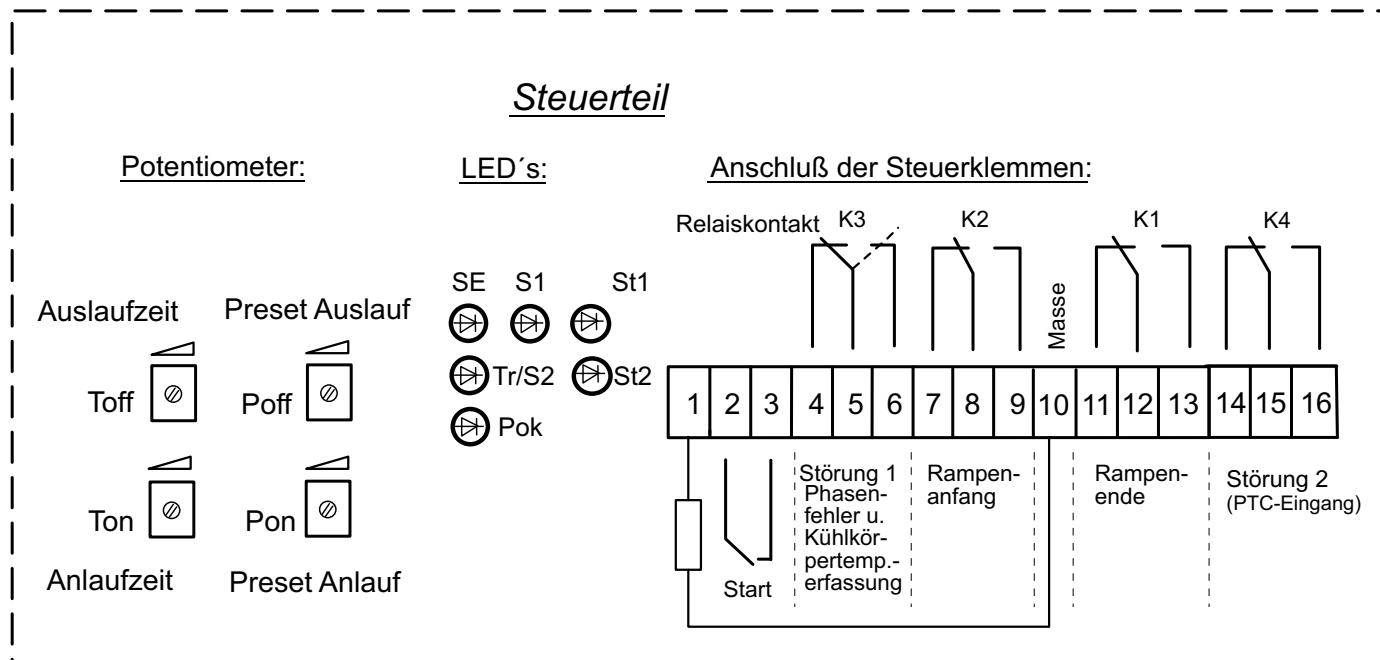 Steuerteil
Potentiometer:
LED´s:
Anschluß der Steuerklemmen:
Relaiskontakt K3
K2
K1
K4
Masse
SE S1 St1
Tr/S2 St2
Pok
Auslaufzeit Preset Auslauf
Toff Poff
Ton Pon
Anlaufzeit Preset Anlauf
1 2 3 4 5 6 7 8 9 10 11 12 13 14 15 16
Start
Störung 1
Phasen-
fehler u.
Kühlkör-
pertemp.-
erfassung
Rampen-
anfang
Rampen-
ende
Störung 2
(PTC-Eingang)